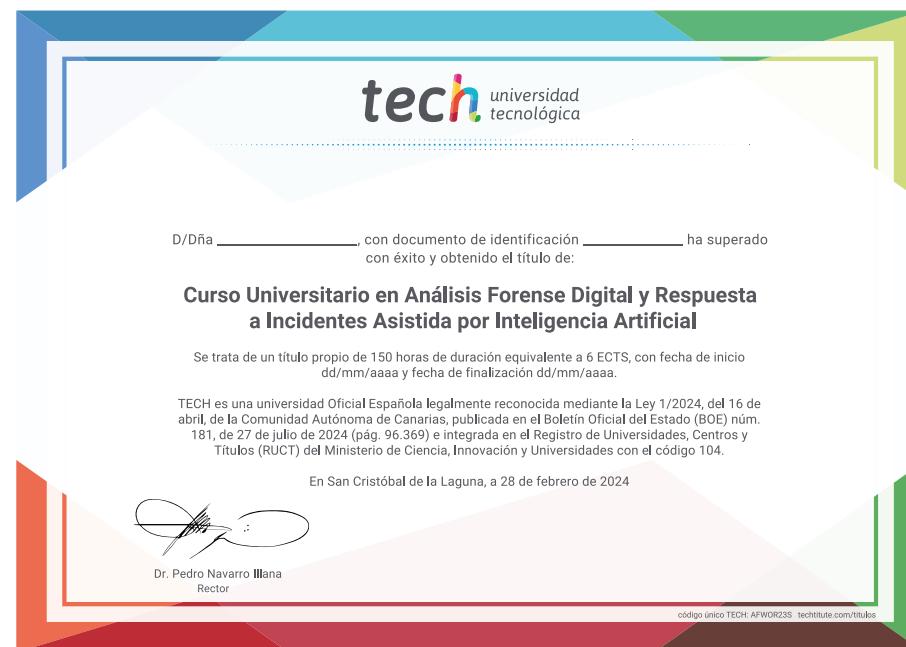 tech universidad
tecnológica
D/Dña ____________________, con documento de identificación ______________ ha superado
con éxito y obtenido el título de:
Curso Universitario en Análisis Forense Digital y Respuesta
a Incidentes Asistida por Inteligencia Artificial
Se trata de un título propio de 150 horas de duración equivalente a 6 ECTS, con fecha de inicio
dd/mm/aaaa y fecha de finalización dd/mm/aaaa.
TECH es una universidad Oficial Española legalmente reconocida mediante la Ley 1/2024, del 16 de
abril, de la Comunidad Autónoma de Canarias, publicada en el Boletín Oficial del Estado (BOE) núm.
181, de 27 de julio de 2024 (pág. 96.369) e integrada en el Registro de Universidades, Centros y
Títulos (RUCT) del Ministerio de Ciencia, Innovación y Universidades con el código 104.
En San Cristóbal de la Laguna, a 28 de febrero de 2024
Dr. Pedro Navarro Illana
Rector
código único TECH: AFWOR23S techtitute.com/titulos